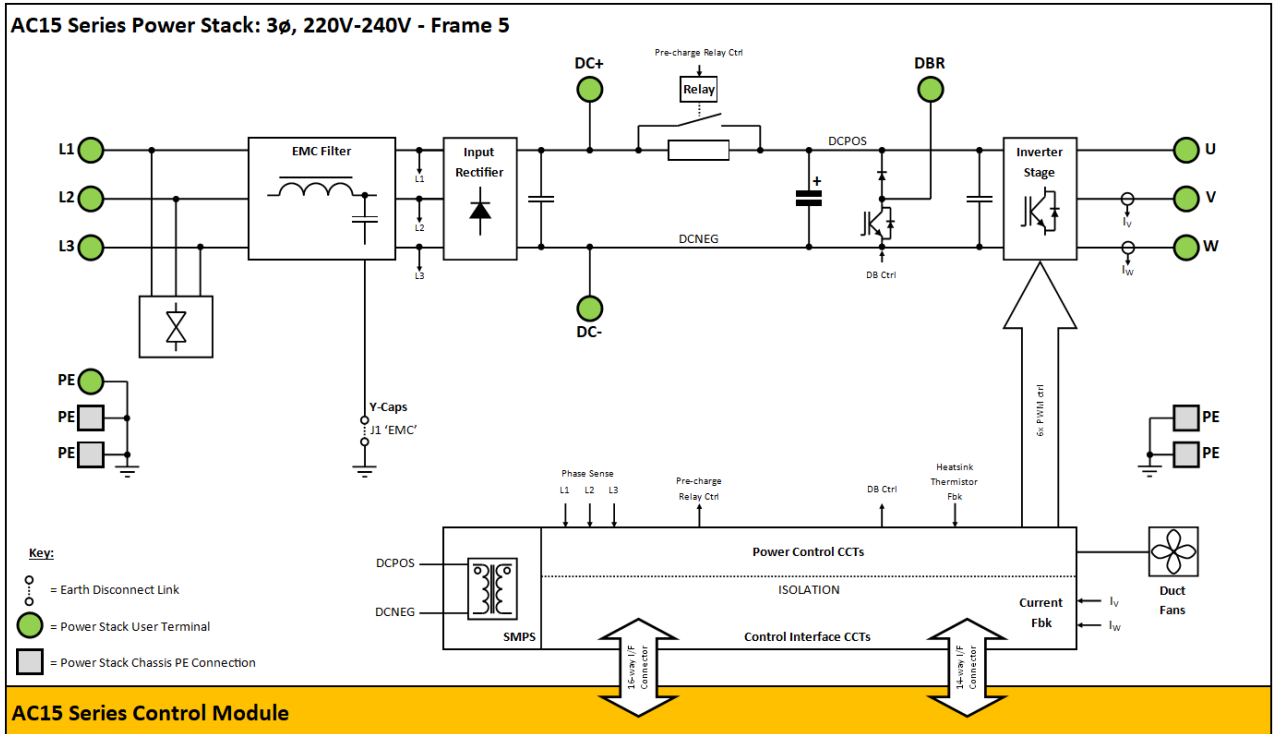 AC15 Series Power Stack: 3ø, 220V-240V - Frame 5
Pre-charge Relay Ctrl
DC+
DBR
Relay
L1
EMC Filter
Input
Rectifier
DCPOS
Inverter
Stage
U
L1
L2
+
V
L2
IV
L3
DCNEG
W
L3
DB Ctrl
IW
DC-
PE
Y-Caps
PE
J1 'EMC'
PE
6x PWM ctrl
PE
PE
Phase Sense
L1 L2 L3
Pre-charge
Relay Ctrl
DB Ctrl
Heatsink
Thermistor
Fbk
Key:
= Earth Disconnect Link
= Power Stack User Terminal
= Power Stack Chassis PE Connection
DCPOS
DCNEG
SMPS
Power Control CCTs
ISOLATION
Control Interface CCTs
Current
Fbk
IV
IW
Duct
Fans
16-way I/F
Connector
14-way I/F
Connector
AC15 Series Control Module